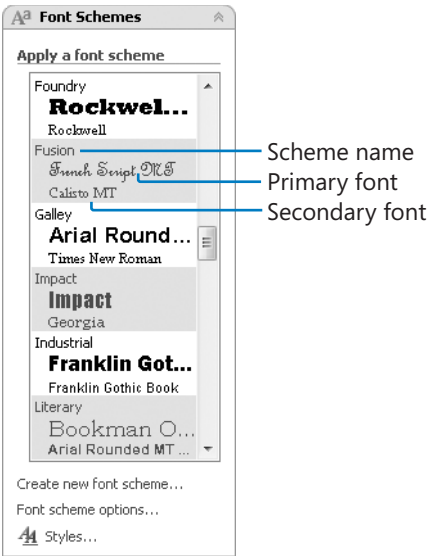 Aa Font Schemes
Apply a font scheme
Foundry
Rockwel...
Rockwell
Fusion
French Script MT
Calisto MT
Galley
Arial Round...
Times New Roman
Impact
Impact
Georgia
Industrial
Franklin Got...
Franklin Gothic Book
Literary
Bookman O...
Arial Rounded MT ...
Create new font scheme...
Font scheme options...
A4 Styles...
Scheme name
Primary font
Secondary font